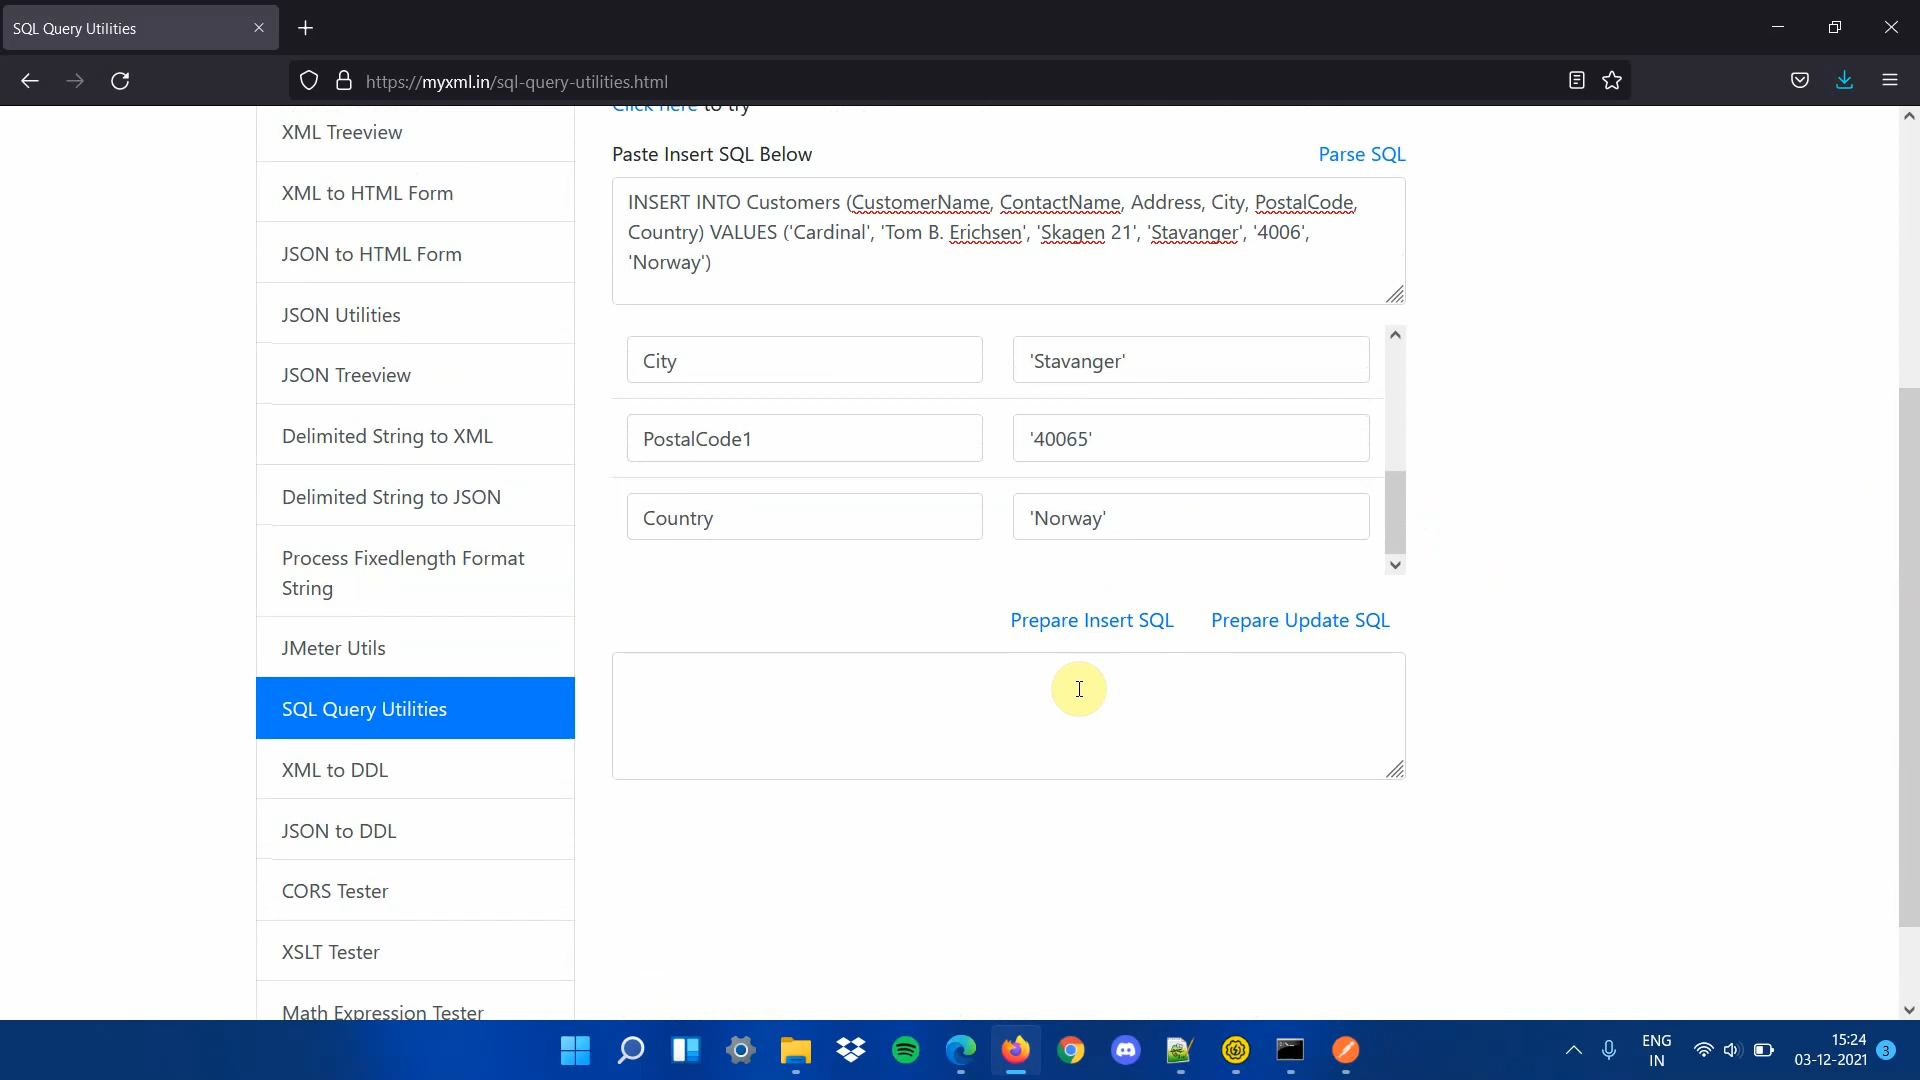 SQL Query Utilities
https://myxml.in/sql-query-utilities.html
Click here to try
XML Treeview
XML to HTML Form
JSON to HTML Form
JSON Utilities
JSON Treeview
Delimited String to XML
Delimited String to JSON
Process Fixedlength Format
String
JMeter Utils
SQL Query Utilities
XML to DDL
JSON to DDL
CORS Tester
XSLT Tester
Math Expression Tester
Paste Insert SQL Below
Parse SQL
INSERT INTO Customers (CustomerName, ContactName, Address, City, PostalCode,
Country) VALUES ('Cardinal', 'Tom B. Erichsen', 'Skagen 21', 'Stavanger', '4006',
'Norway')
City
'Stavanger'
PostalCode1
'40065'
Country
'Norway'
Prepare Insert SQL
Prepare Update SQL
ENG
IN
15:24
03-12-2021
3